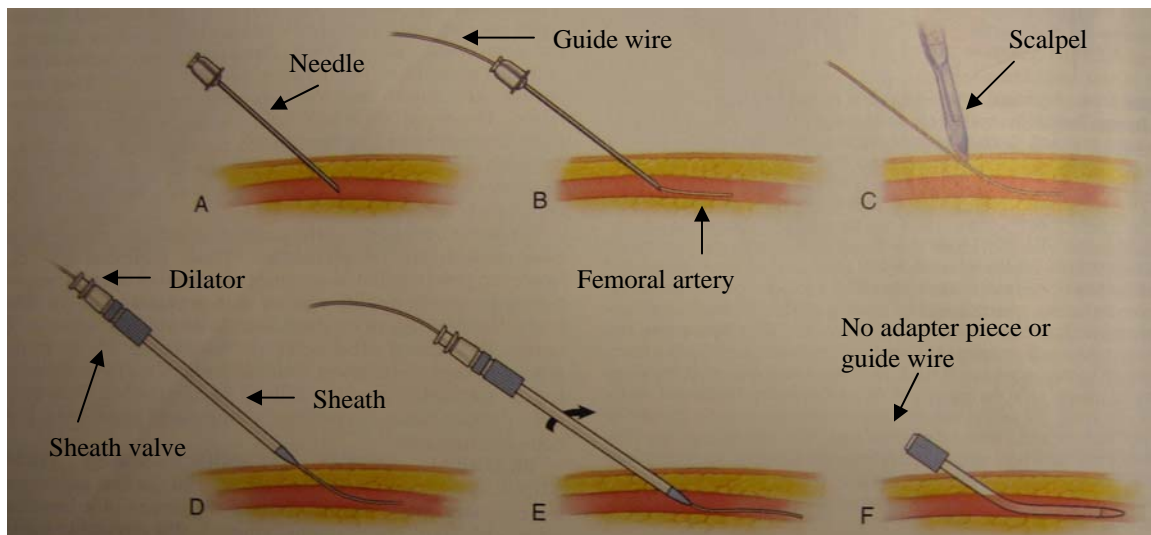 Guide wire
Scalpel
Needle
A
B
C
Femoral artery
Dilator
No adapter piece or
guide wire
Sheath
Sheath valve
D
E
F